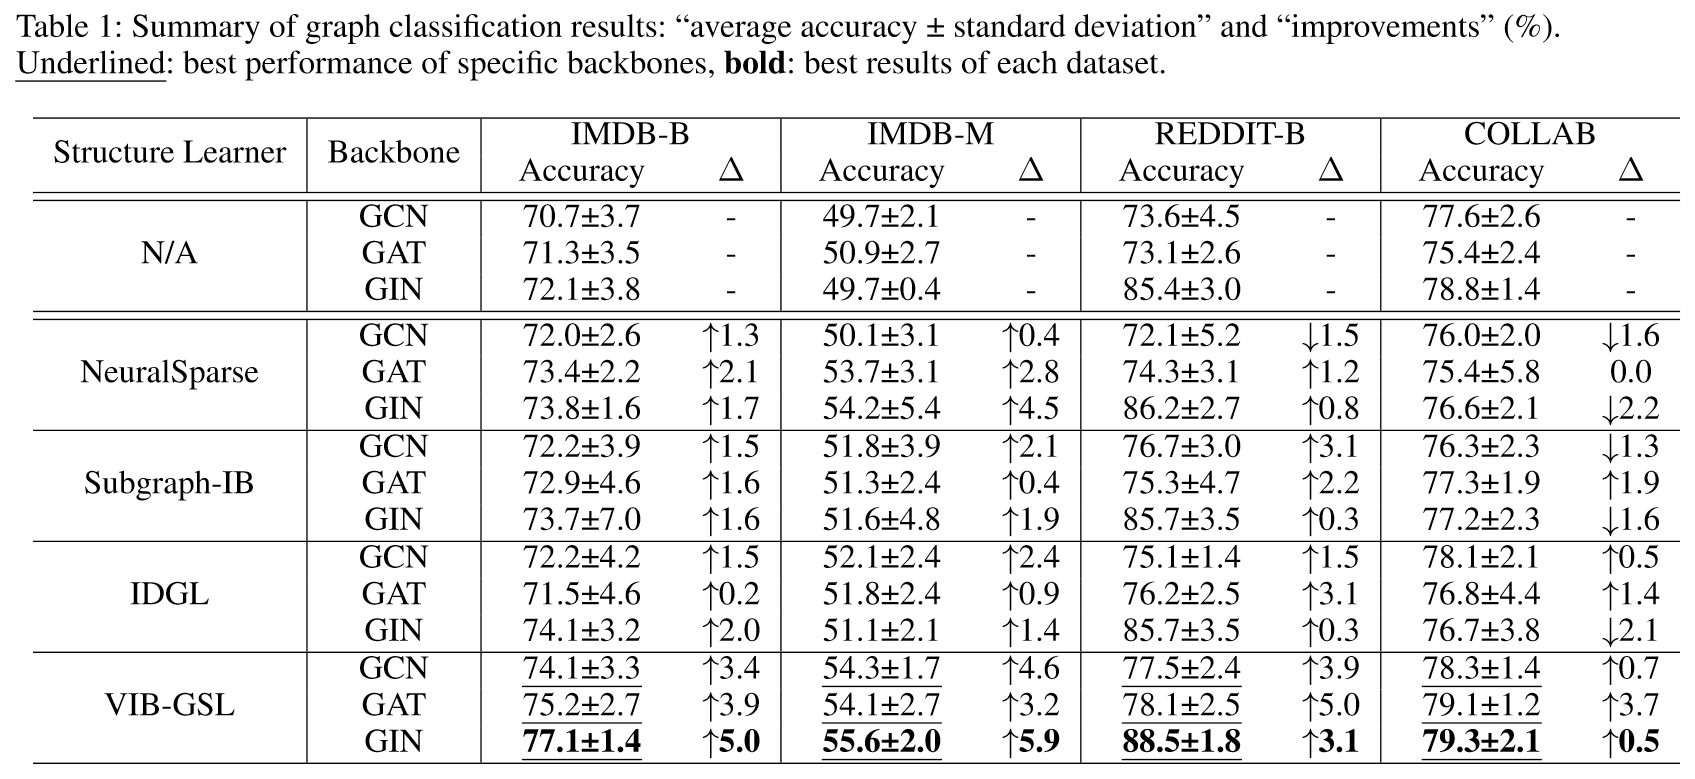 Table 1: Summary of graph classification results: “average accuracy ± standard deviation” and “improvements” (%).
Underlined: best performance of specific backbones, bold: best results of each dataset.
Structure Learner Backbone IMDB-B IMDB-M REDDIT-B COLLAB
Accuracy Δ Accuracy Δ Accuracy Δ Accuracy Δ
N/A
GCN 70.7±3.7 - 49.7±2.1 - 73.6±4.5 - 77.6±2.6 -
GAT 71.3±3.5 - 50.9±2.7 - 73.1±2.6 - 75.4±2.4 -
GIN 72.1±3.8 - 49.7±0.4 - 85.4±3.0 - 78.8±1.4 -
NeuralSparse
GCN 72.0±2.6 ↑1.3 50.1±3.1 ↑0.4 72.1±5.2 ↓1.5 76.0±2.0 ↓1.6
GAT 73.4±2.2 ↑2.1 53.7±3.1 ↑2.8 74.3±3.1 ↑1.2 75.4±5.8 0.0
GIN 73.8±1.6 ↑1.7 54.2±5.4 ↑4.5 86.2±2.7 ↑0.8 76.6±2.1 ↓2.2
Subgraph-IB
GCN 72.2±3.9 ↑1.5 51.8±3.9 ↑2.1 76.7±3.0 ↑3.1 76.3±2.3 ↓1.3
GAT 72.9±4.6 ↑1.6 51.3±2.4 ↑0.4 75.3±4.7 ↑2.2 77.3±1.9 ↑1.9
GIN 73.7±7.0 ↑1.6 51.6±4.8 ↑1.9 85.7±3.5 ↑0.3 77.2±2.3 ↓1.6
IDGL
GCN 72.2±4.2 ↑1.5 52.1±2.4 ↑2.4 75.1±1.4 ↑1.5 78.1±2.1 ↑0.5
GAT 71.5±4.6 ↑0.2 51.8±2.4 ↑0.9 76.2±2.5 ↑3.1 76.8±4.4 ↑1.4
GIN 74.1±3.2 ↑2.0 51.1±2.1 ↑1.4 85.7±3.5 ↑0.3 76.7±3.8 ↓2.1
VIB-GSL
GCN 74.1±3.3 ↑3.4 54.3±1.7 ↑4.6 77.5±2.4 ↑3.9 78.3±1.4 ↑0.7
GAT 75.2±2.7 ↑3.9 54.1±2.7 ↑3.2 78.1±2.5 ↑5.0 79.1±1.2 ↑3.7
GIN 77.1±1.4 ↑5.0 55.6±2.0 ↑5.9 88.5±1.8 ↑3.1 79.3±2.1 ↑0.5